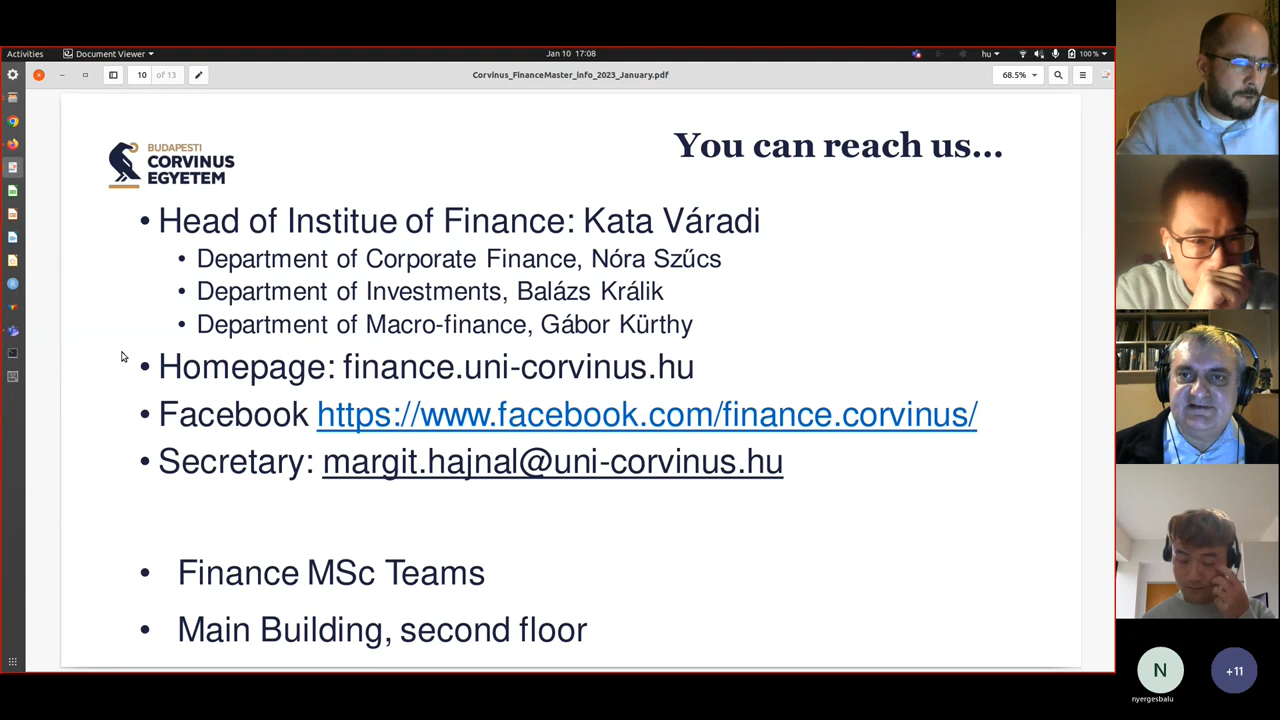 Activities
Document Viewer
Jan 10 17:08
hu
100 %
10
of 13
Corvinus_FinanceMaster_info_2023_January.pdf
68.5%
BUDAPESTI
CORVINUS
EGYETEM
You can reach us...
• Head of Institue of Finance: Kata Váradi
• Department of Corporate Finance, Nóra Szűcs
• Department of Investments, Balázs Králik
• Department of Macro-finance, Gábor Kürthy
• Homepage: finance.uni-corvinus.hu
• Facebook https://www.facebook.com/finance.corvinus/
• Secretary: margit.hajnal@uni-corvinus.hu
• Finance MSc Teams
• Main Building, second floor
N
nyergesbalu
+11